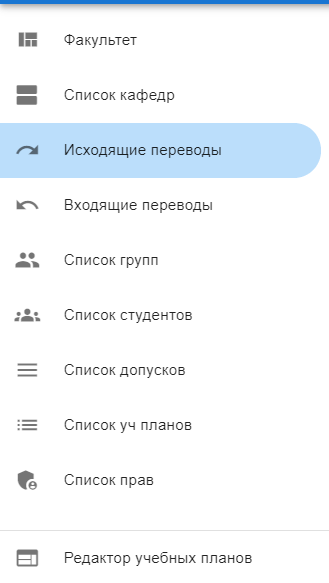 Факультет
Список кафедр
Исходящие переводы
Входящие переводы
Список групп
Список студентов
Список допусков
Список уч планов
Список прав
Редактор учебных планов